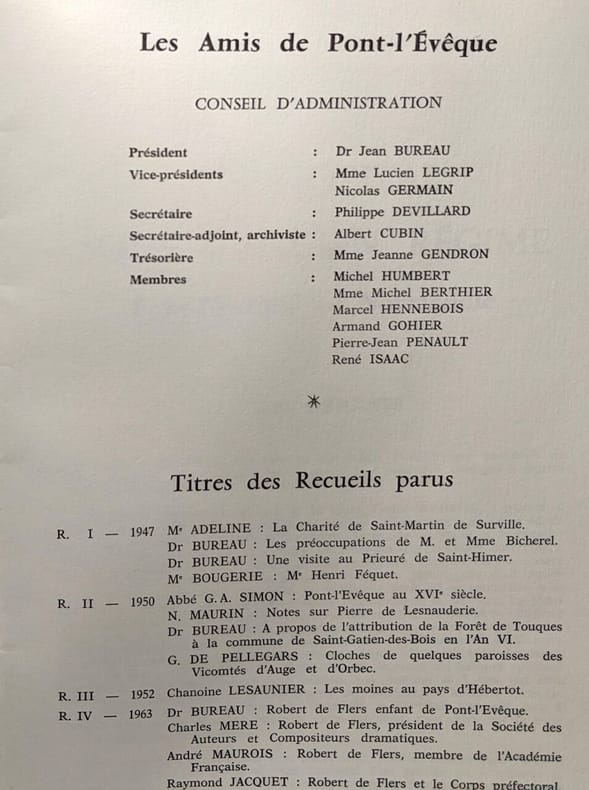 Les Amis de Pont-l'Évêque
CONSEIL D'ADMINISTRATION
Président : Dr Jean BUREAU
Vice-présidents : Mme Lucien LEGRIP
Nicolas GERMAIN
Secrétaire : Philippe DEVILLARD
Secrétaire-adjoint, archiviste : Albert CUBIN
Trésorière : Mme Jeanne GENDRON
Membres : Michel HUMBERT
Mme Michel BERTHIER
Marcel HENNEBOIS
Armand GOHIER
Pierre-Jean PENAULT
René ISAAC
Titres des Recueils parus
R. I — 1947 Me ADELINE : La Charité de Saint-Martin de Surville.
Dr BUREAU : Les préoccupations de M. et Mme Bicherel.
Dr BUREAU : Une visite au Prieuré de Saint-Himer.
Me BOUGERIE : Me Henri Féquet.
R. II — 1950 Abbé G. A. SIMON : Pont-l'Evêque au XVIe siècle.
N. MAURIN : Notes sur Pierre de Lesnauderie.
Dr BUREAU : A propos de l'attribution de la Forêt de Touques
à la commune de Saint-Gatien-des-Bois en l'An VI.
G. DE PELLEGARS : Cloches de quelques paroisses des
Vicomtés d'Auge et d'Orbec.
R. III — 1952 Chanoine LESAUNIER : Les moines au pays d'Hébertot.
R. IV — 1963 Dr BUREAU : Robert de Flers enfant de Pont-l'Evêque.
Charles MERE : Robert de Flers, président de la Société des
Auteurs et Compositeurs dramatiques.
André MAUROIS : Robert de Flers, membre de l'Académie
Française.
Raymond JACQUET : Robert de Flers et le Corps préfectoral